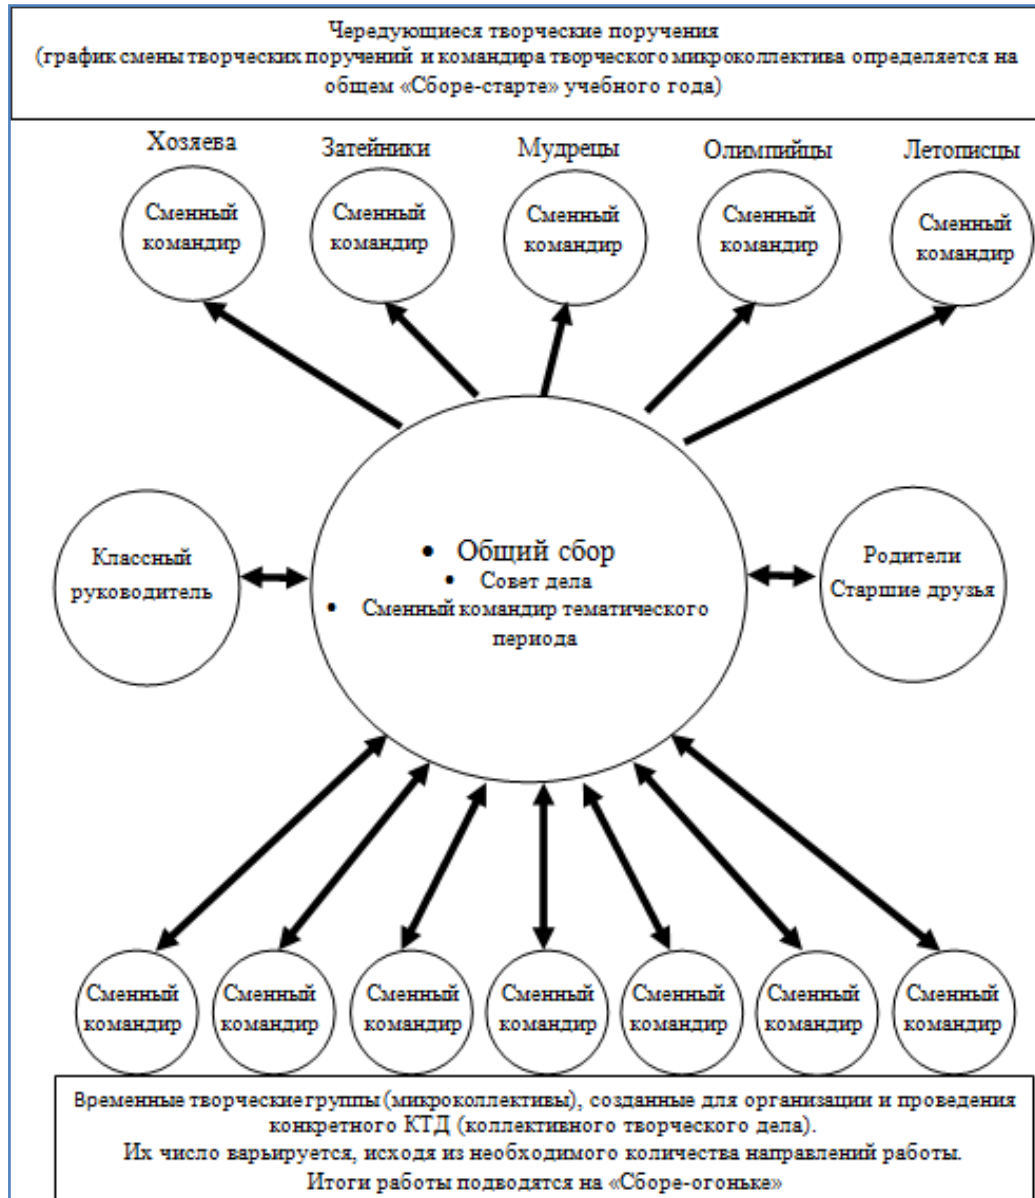 Чередующиеся творческие поручения
(график смены творческих поручений и командира творческого микроколлектива определяется на
общем «Сборе-старте» учебного года)
Хозяева
Затейники
Мудрецы
Олимпийцы
Летописцы
Сменный
командир
Сменный
командир
Сменный
командир
Сменный
командир
Сменный
командир
Классный
руководитель
• Общий сбор
• Совет дела
• Сменный командир тематического
периода
Родители
Старшие друзья
Сменный
командир
Сменный
командир
Сменный
командир
Сменный
командир
Сменный
командир
Сменный
командир
Сменный
командир
Временные творческие группы (микроколлективы), созданные для организации и проведения
конкретного КТД (коллективного творческого дела).
Их число варьируется, исходя из необходимого количества направлений работы.
Итоги работы подводятся на «Сборе-огоньке»